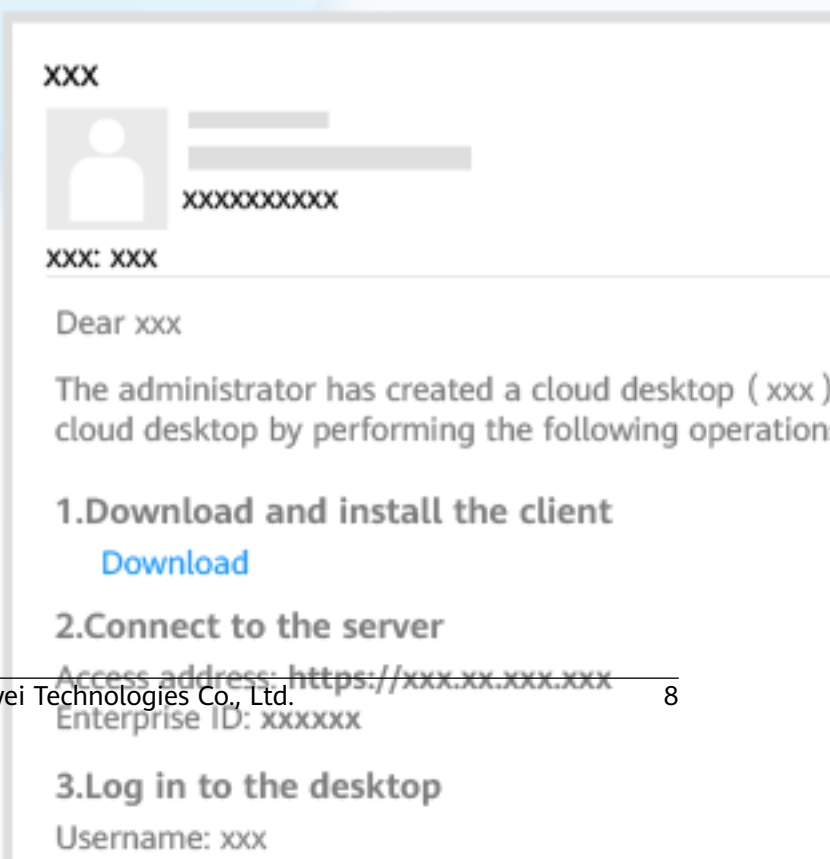 xxx
xxxxxxxxxx
xxx: xxx
Dear xxx
The administrator has created a cloud desktop ( xxx )
cloud desktop by performing the following operation
1.Download and install the client
Download
2.Connect to the server
Access address: https://xxx.xx.xxx.xxx
Technologies Co., Ltd. 8
Enterprise ID: xxxxxx
3.Log in to the desktop
Username: xxx